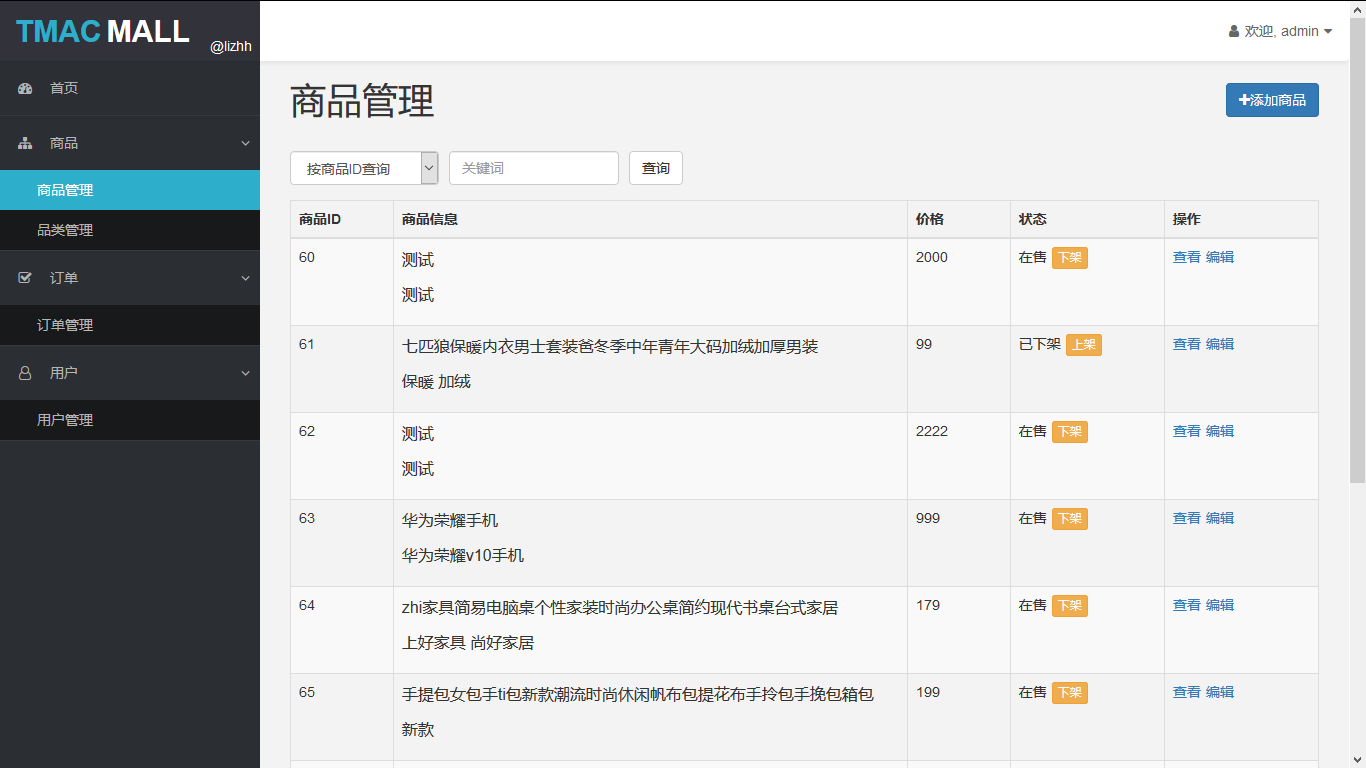 TMAC MALL @lizhh
欢迎, admin
首页
商品
商品管理
品类管理
订单
订单管理
用户
用户管理
商品管理
添加商品
按商品ID查询 关键词 查询
商品ID 商品信息 价格 状态 操作
60 测试 2000 在售 下架 查看 编辑
测试
61 七匹狼保暖内衣男士套装爸冬季中年青年大码加绒加厚男装 99 已下架 上架 查看 编辑
保暖 加绒
62 测试 2222 在售 下架 查看 编辑
测试
63 华为荣耀手机 999 在售 下架 查看 编辑
华为荣耀v10手机
64 zhi家具简易电脑桌个性家装时尚办公桌简约现代书桌台式家居 179 在售 下架 查看 编辑
上好家具 尚好家居
65 手提包女包手ti包新款潮流时尚休闲帆布包提花布手拎包手挽包箱包 199 在售 下架 查看 编辑
新款